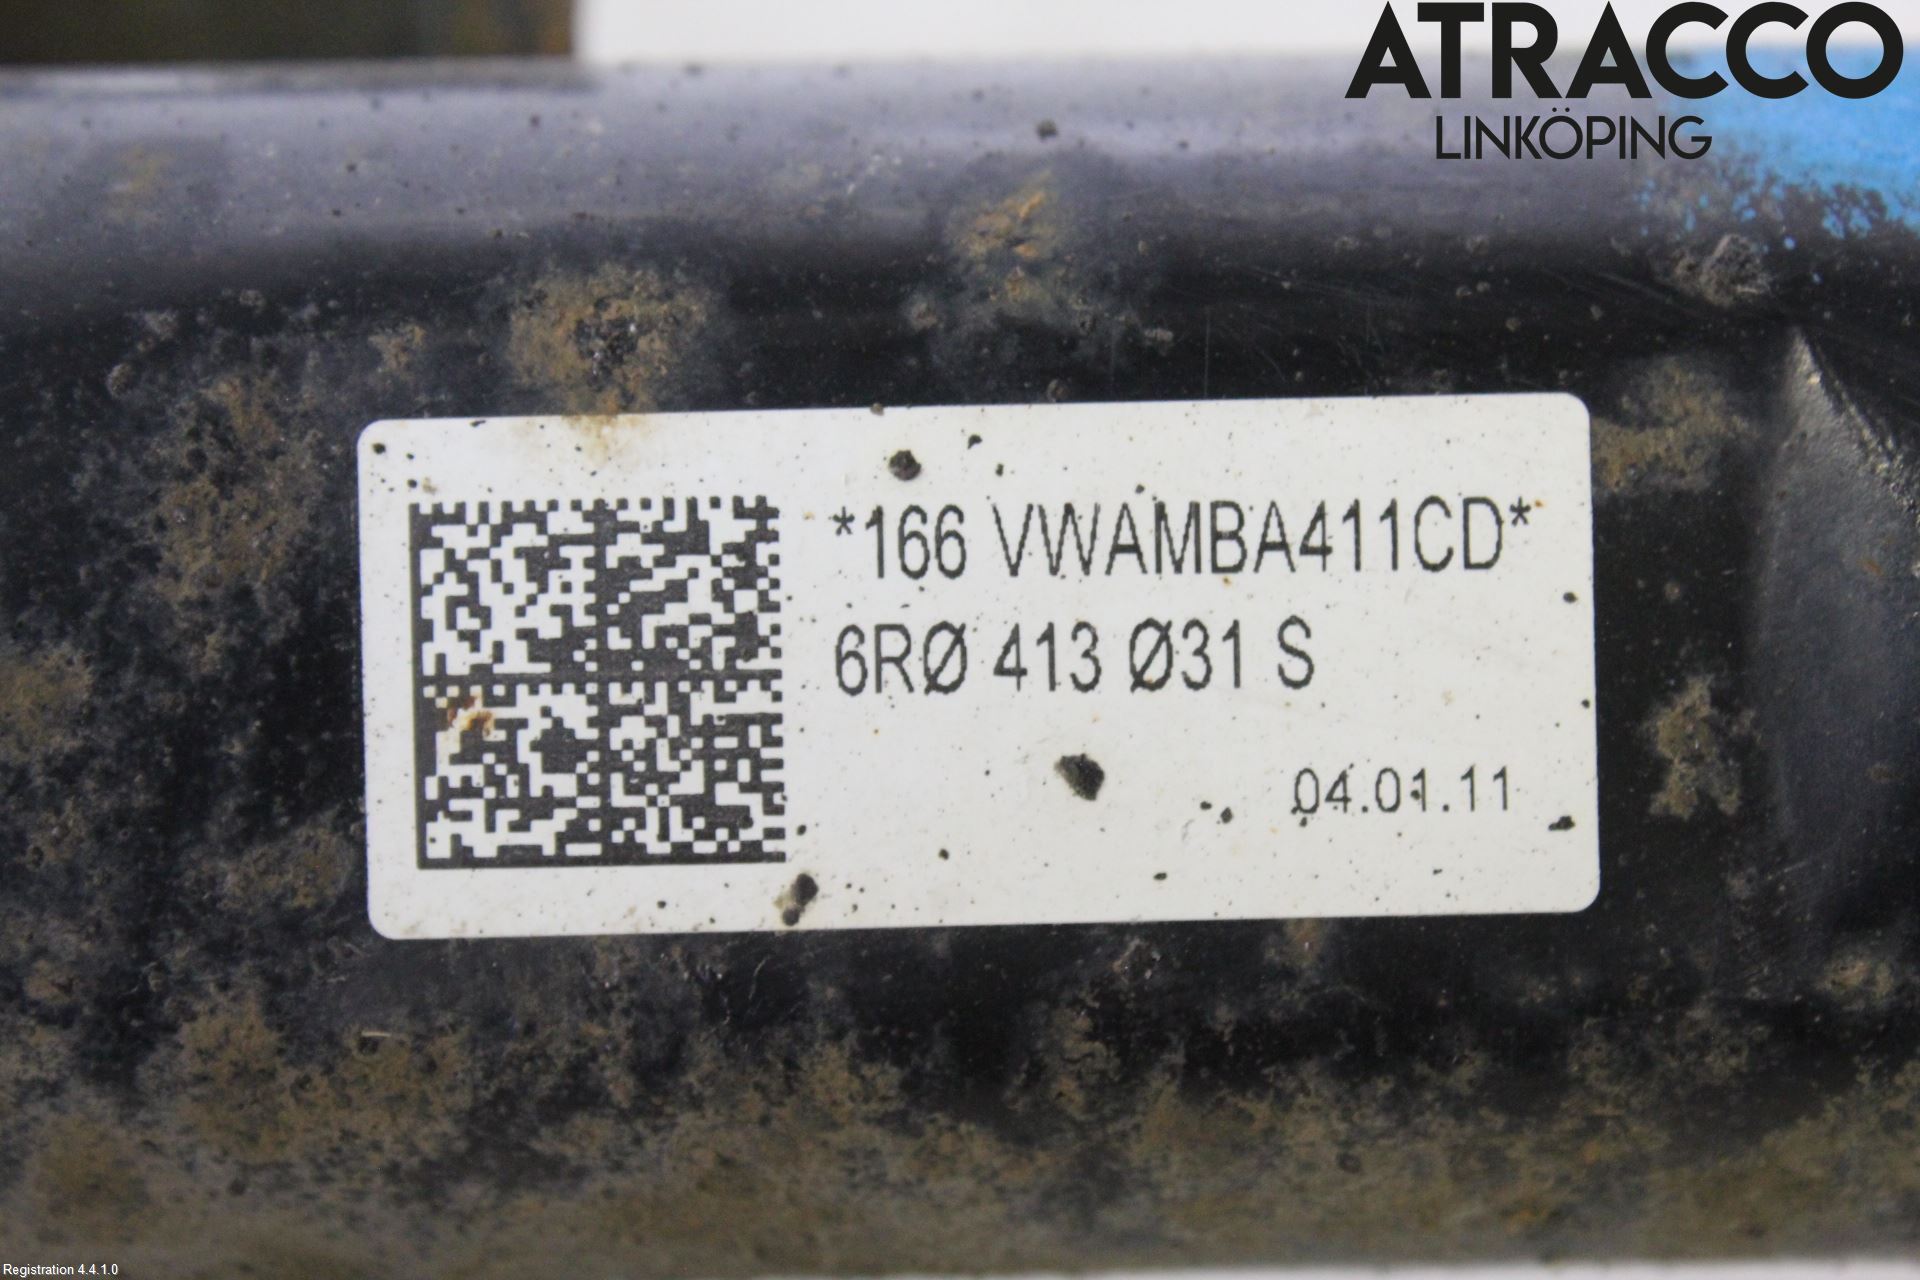 ATRACCO
LINKÖPING
*166 VWAMBA411CD*
6RØ 413 Ø31 S
04.01.11
Registration 4.4.1.0